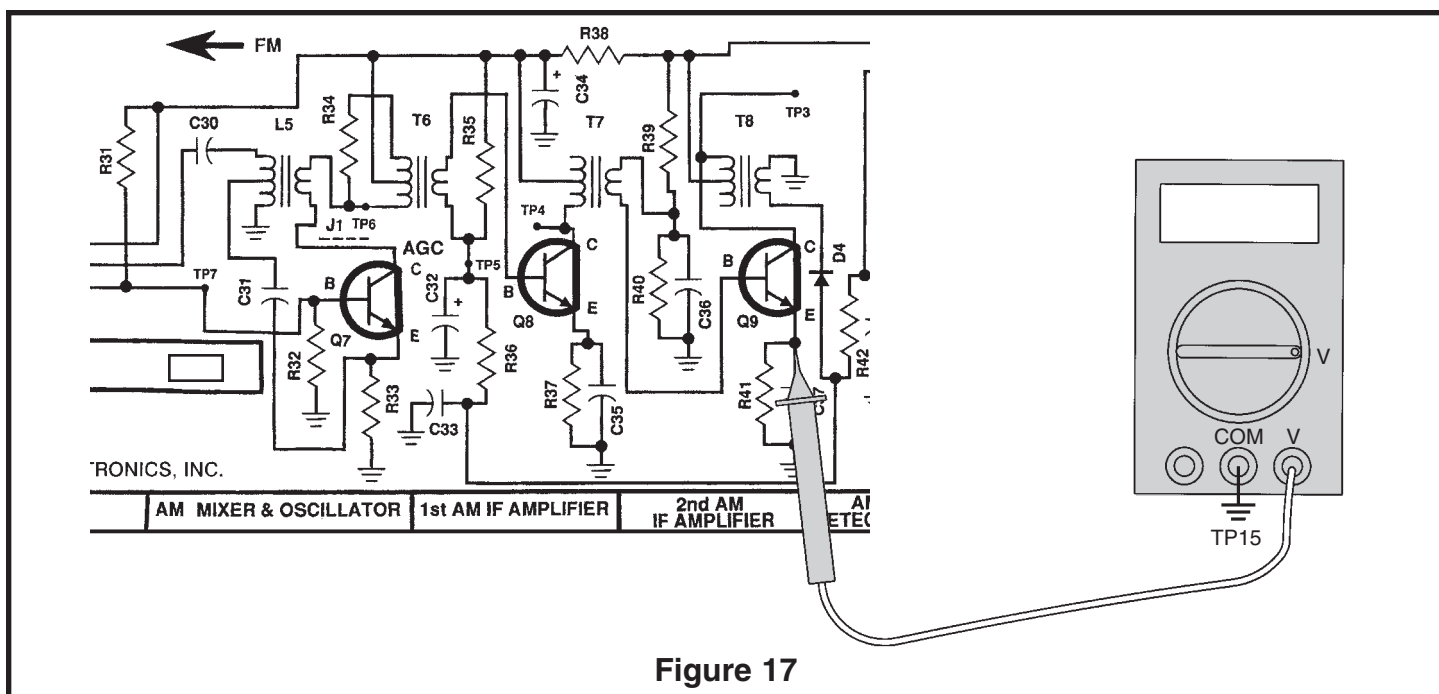 FM
R38
R31
C30
L5
R34
T6
R35
C34
T7
R39
T8
TP3
J1
TP6
TP4
AGC
C
C
C
TP7
C31
B
C32
TP5
B
R40
C36
B
D4
Q7
E
Q8
E
Q9
E
R32
R33
R36
R37
C35
R41
R42
C33
V
COM
V
TP15
TRONICS, INC.
AM MIXER & OSCILLATOR
1st AM IF AMPLIFIER
2nd AM
IF AMPLIFIER
Figure 17